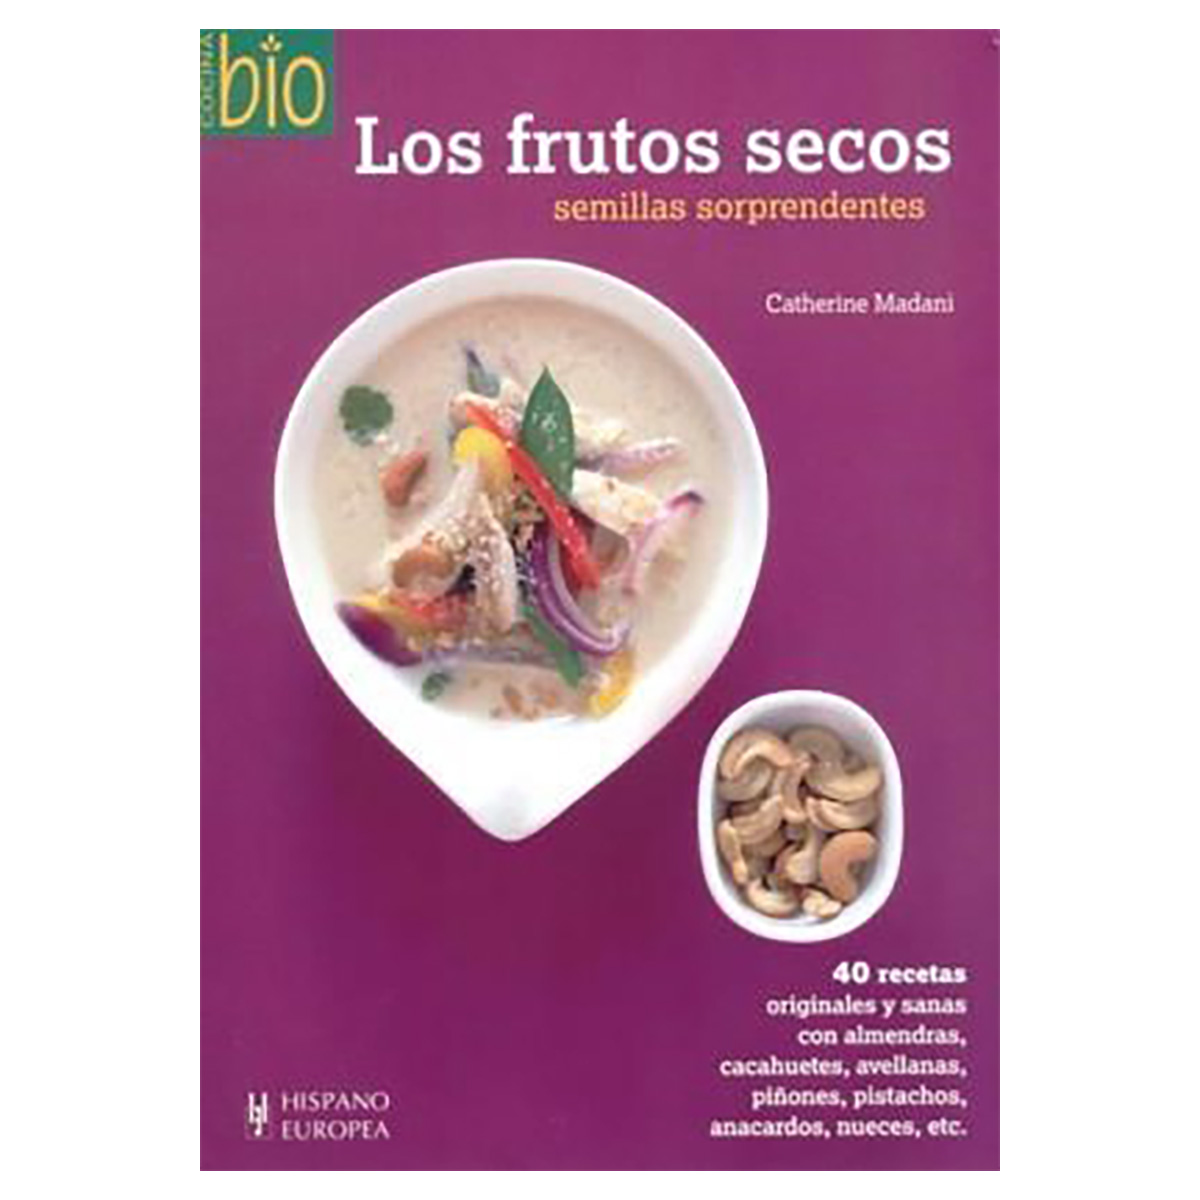 COCINA
bio
Los frutos secos
semillas sorprendentes
Catherine Madani
40 recetas
originales y sanas
con almendras,
cacahuetes, avellanas,
piñones, pistachos,
anacardos, nueces, etc.
HISPANO
EUROPEA